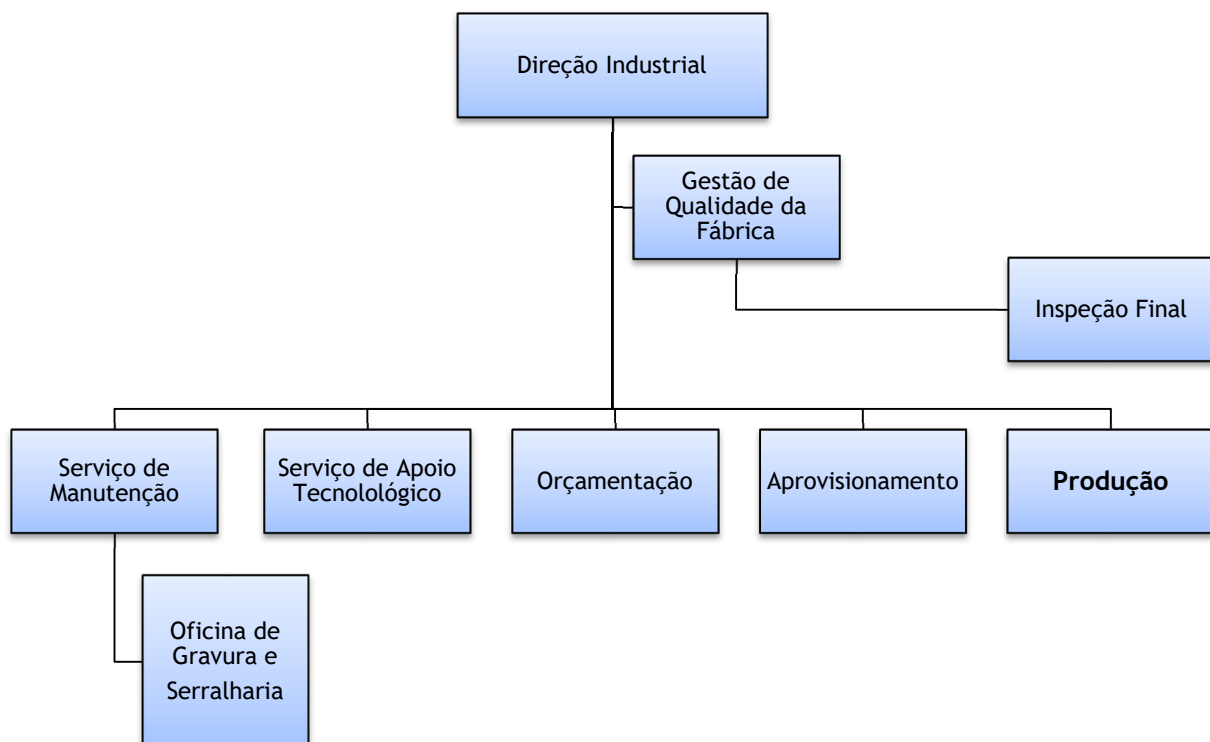 Direção Industrial
Gestão de
Qualidade da
Fábrica
Inspeção Final
Serviço de
Manutenção
Serviço de Apoio
Tecnolológico
Orçamentação
Aprovisionamento
Produção
Oficina de
Gravura e
Serralharia